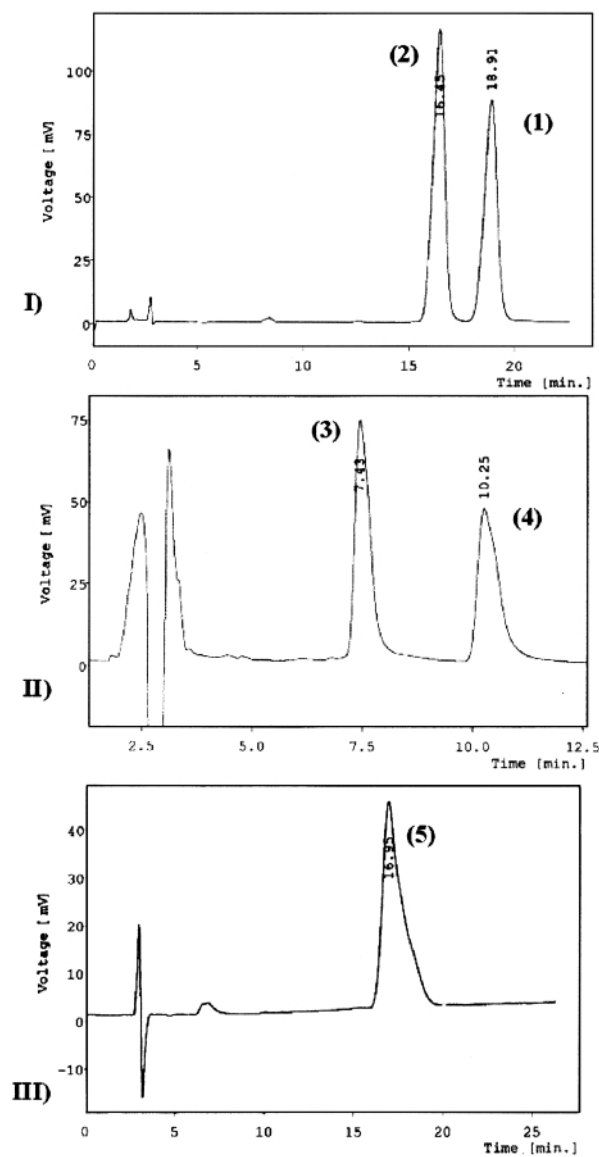 (2)
16.45
18.91
(1)
Voltage [ mV]
100
75
50
25
0
I)
0 5 10 15 20
Time [min.]
(3)
7.43
10.25
(4)
Voltage [ mV]
75
50
25
0
II)
2.5 5.0 7.5 10.0 12.5
Time [min.]
(5)
16.95
Voltage [ mV]
40
30
20
10
0
-10
III)
0 5 10 15 20 25
Time [min.]